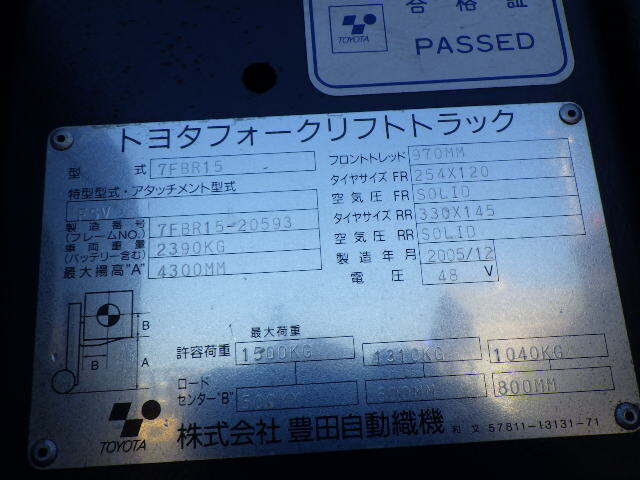 合格証
TOYOTA
PASSED
トヨタフォークリフトトラック
型 式 7FBR15
特型型式・アタッチメント型式
製造番号 (フレームNO.) 7FBR15-20593
車両重量 (バッテリー含む) 2390KG
最大揚高"A" 4300MM
フロントトレッド 970MM
タイヤサイズ FR 254X120
空気圧 FR SOLID
タイヤサイズ RR 330X145
空気圧 RR SOLID
製造年月 2005/12
電圧 48 V
B
B
A
最大荷重
許容荷重 1500KG 1310KG 1040KG
ロードセンター"B" 800MM
TOYOTA 株式会社 豊田自動織機 和文 57811-13131-71